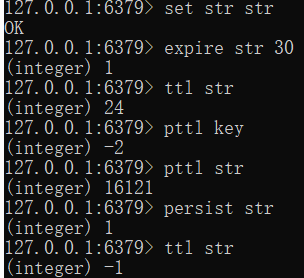 127.0.0.1:6379> set str str
OK
127.0.0.1:6379> expire str 30
(integer) 1
127.0.0.1:6379> ttl str
(integer) 24
127.0.0.1:6379> pttl key
(integer) -2
127.0.0.1:6379> pttl str
(integer) 16121
127.0.0.1:6379> persist str
(integer) 1
127.0.0.1:6379> ttl str
(integer) -1